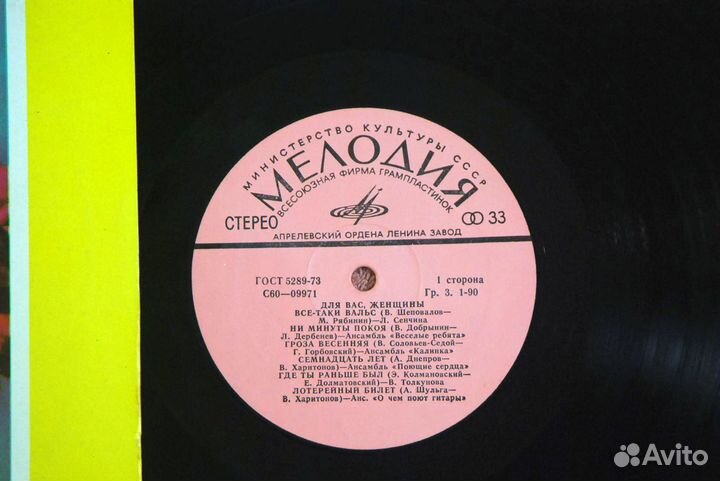 МИНИСТЕРСТВО КУЛЬТУРЫ СССР
МЕЛОДИЯ
ВСЕСОЮЗНАЯ ФИРМА ГРАМПЛАСТИНОК
СТЕРЕО 33
АПРЕЛЕВСКИЙ ОРДЕНА ЛЕНИНА ЗАВОД
ГОСТ 5289-73 1 сторона
С60—09971 Гр. 3. 1-90
ДЛЯ ВАС, ЖЕНЩИНЫ
ВСЕ-ТАКИ ВАЛЬС (В. Шеповалов—
М. Рябинин)—Л. Сенчина
НИ МИНУТЫ ПОКОЯ (В. Добрынин—
Л. Дербенев)—Ансамбль «Веселые ребята»
ГРОЗА ВЕСЕННЯЯ (В. Соловьев-Седой—
Г. Горбовский)—Ансамбль «Калинка»
СЕМНАДЦАТЬ ЛЕТ (А. Днепров—
В. Харитонов)—Ансамбль «Поющие сердца»
ГДЕ ТЫ РАНЬШЕ БЫЛ (Э. Колмановский—
Е. Долматовский)—В. Толкунова
ЛОТЕРЕЙНЫЙ БИЛЕТ (А. Шульга—
В. Харитонов)—Анс. «О чем поют гитары»
Avito